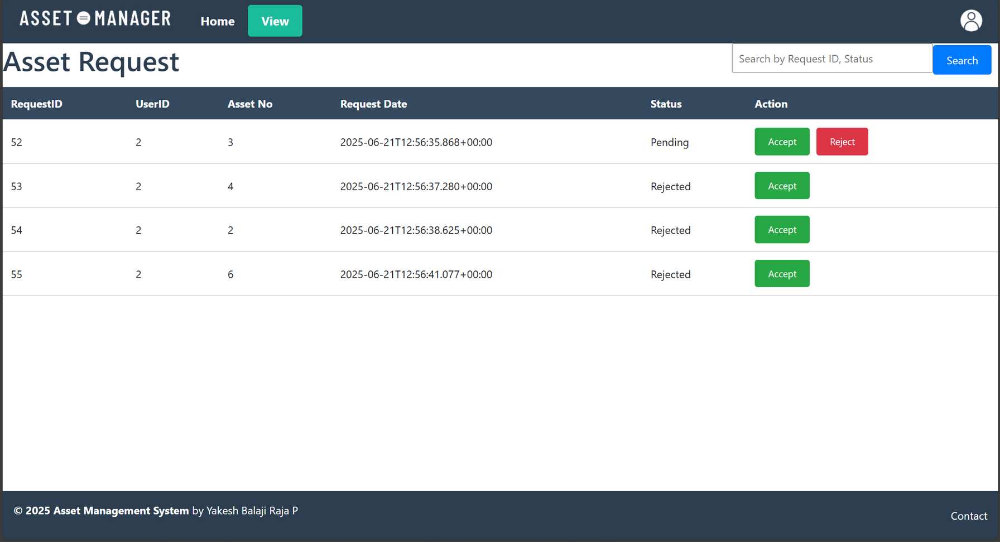 ASSET MANAGER Home View
Asset Request Search by Request ID, Status Search
RequestID UserID Asset No Request Date Status Action
52 2 3 2025-06-21T12:56:35.868+00:00 Pending Accept Reject
53 2 4 2025-06-21T12:56:37.280+00:00 Rejected Accept
54 2 2 2025-06-21T12:56:38.625+00:00 Rejected Accept
55 2 6 2025-06-21T12:56:41.077+00:00 Rejected Accept
© 2025 Asset Management System by Yakesh Balaji Raja P
Contact